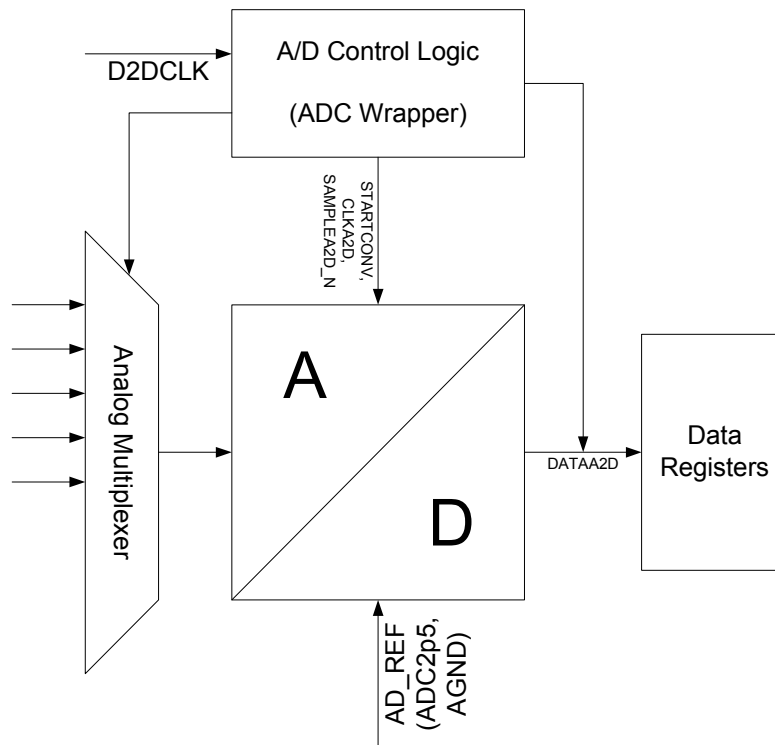 A/D Control Logic
(ADC Wrapper)
D2DCLK
STARTCONV,
CLKA2D,
SAMPLEA2D_N
Analog Multiplexer
A
D
DATAA2D
Data
Registers
AD_REF
(ADC2p5,
AGND)